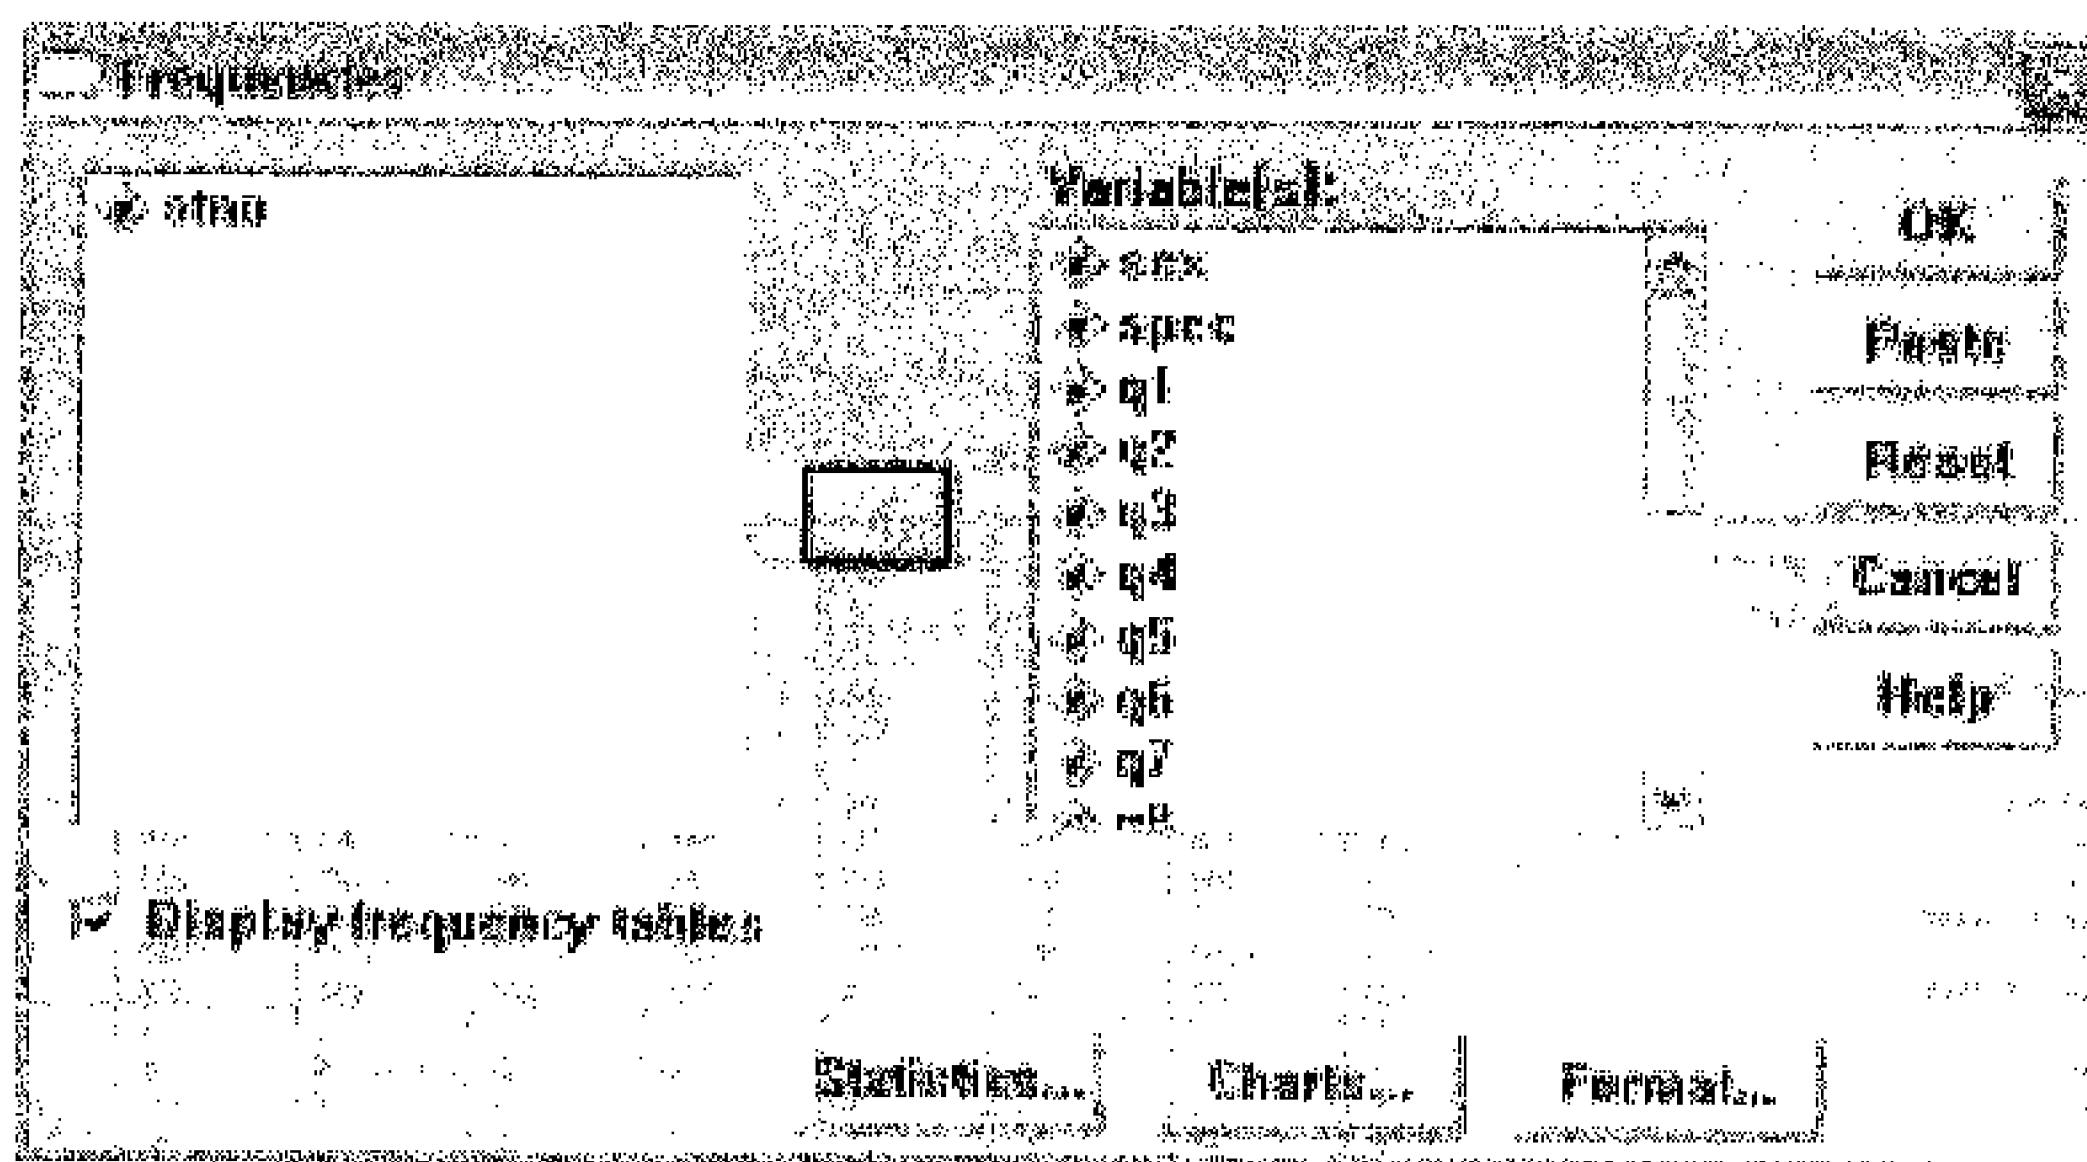 Frequencies
Variable(s):
sex
spec
q1
q2
q3
q4
q5
q6
q7
OK
Paste
Reset
Cancel
Help
Display frequency tables
Statistics...
Charts...
Format...